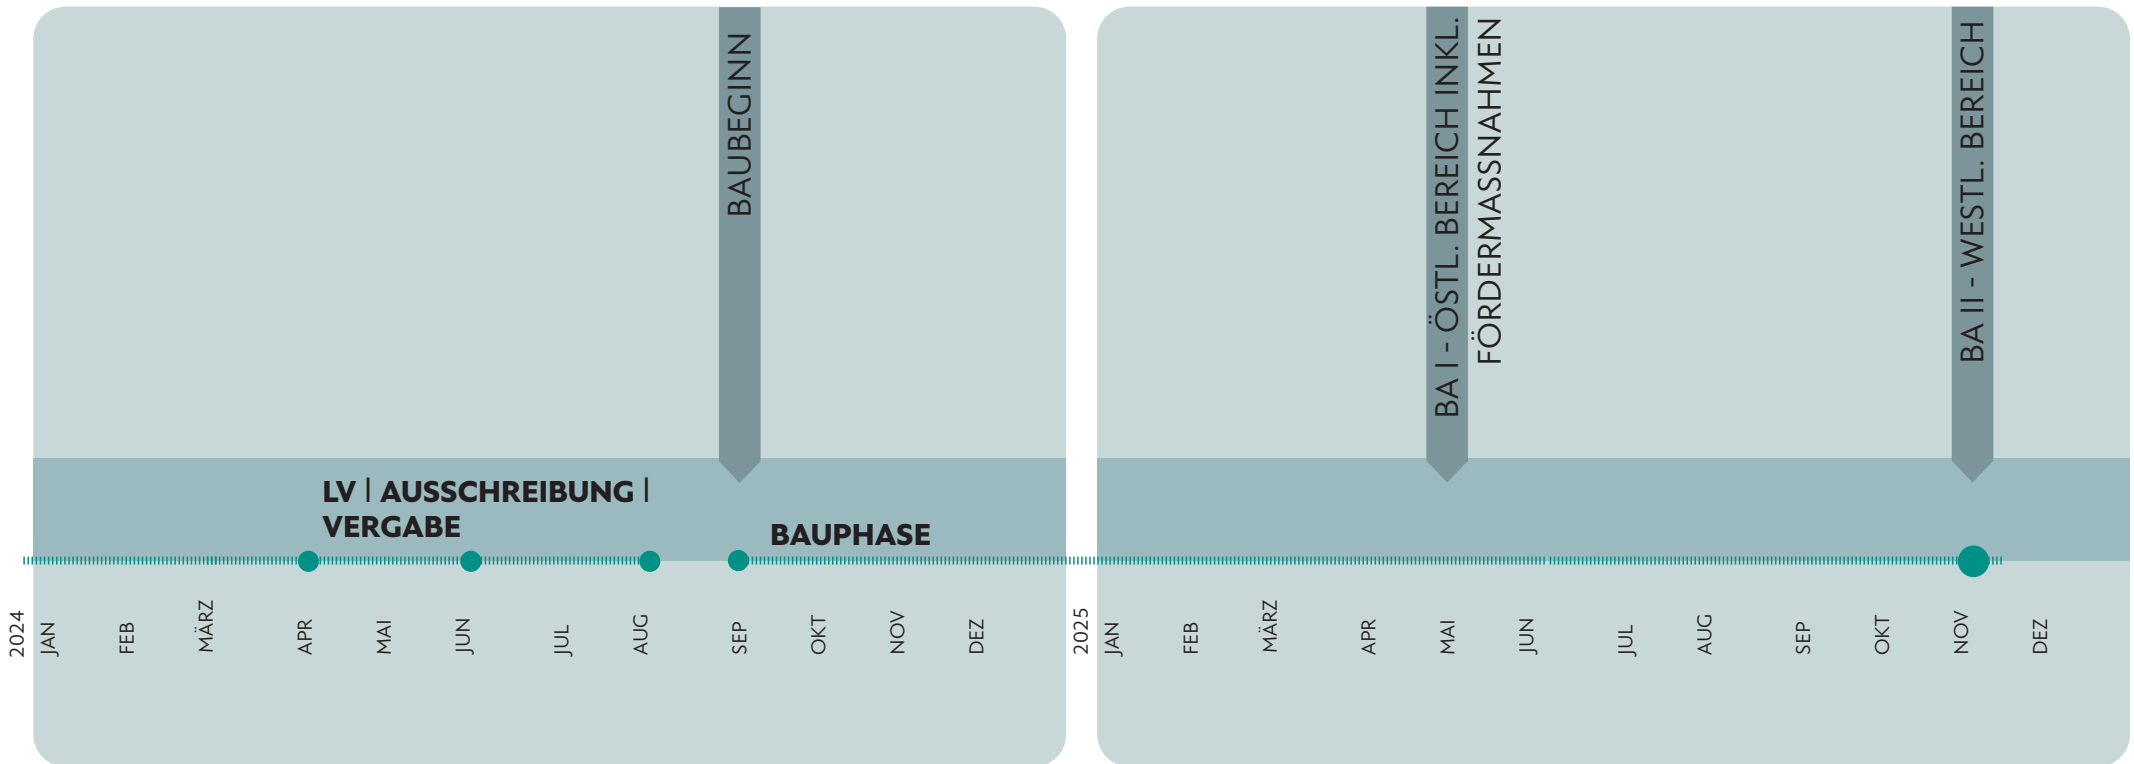 BAUBEGINN
BA I - ÖSTL. BEREICH INKL.
FÖRDERMASSNAHMEN
BA II - WESTL. BEREICH
LV | AUSSCHREIBUNG |
VERGABE
BAUPHASE
2024
JAN
FEB
MÄRZ
APR
MAI
JUN
JUL
AUG
SEP
OKT
NOV
DEZ
2025
JAN
FEB
MÄRZ
APR
MAI
JUN
JUL
AUG
SEP
OKT
NOV
DEZ